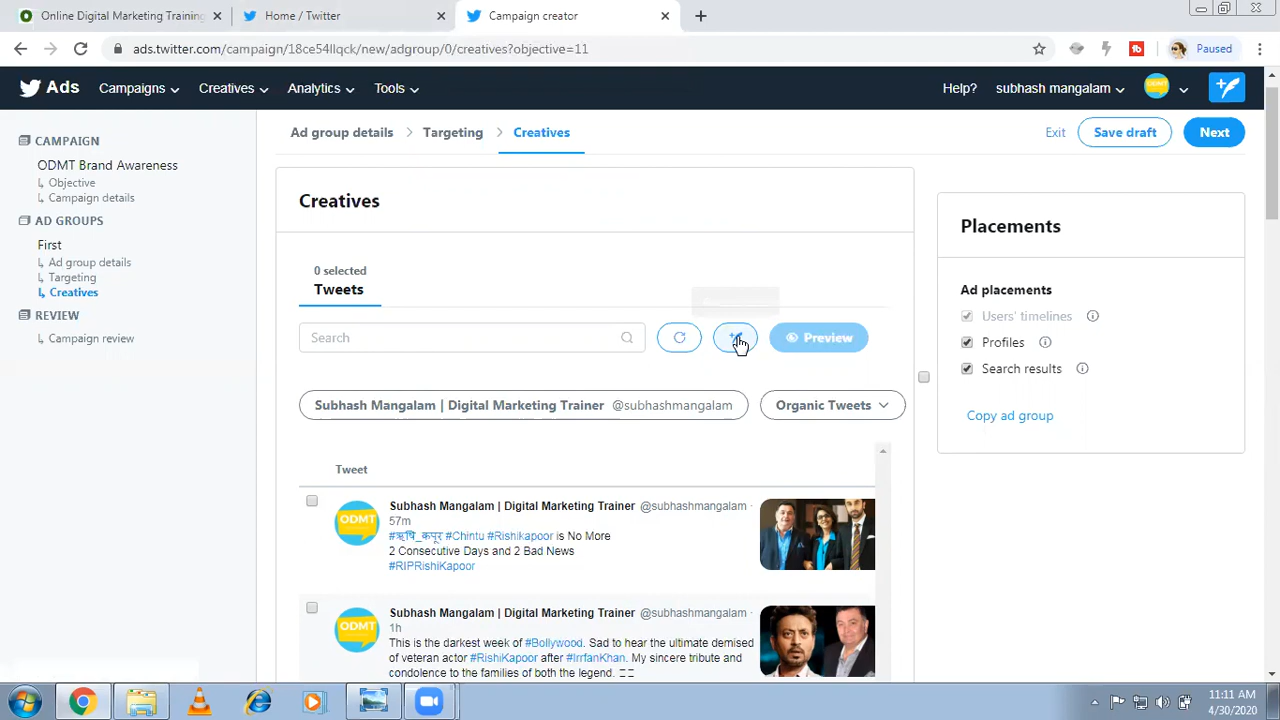 Online Digital Marketing Training
Home / Twitter
Campaign creator
ads.twitter.com/campaign/18ce54llqck/new/adgroup/0/creatives?objective=11
Paused
Ads
Campaigns
Creatives
Analytics
Tools
Help?
subhash mangalam
CAMPAIGN
ODMT Brand Awareness
Objective
Campaign details
AD GROUPS
First
Ad group details
Targeting
Creatives
REVIEW
Campaign review
Ad group details
Targeting
Creatives
Exit
Save draft
Next
Creatives
0 selected
Tweets
Search
Preview
Subhash Mangalam | Digital Marketing Trainer @subhashmangalam
Organic Tweets
Tweet
ODMT
Subhash Mangalam | Digital Marketing Trainer @subhashmangalam ·
57m
#ऋषि_कपूर #Chintu #Rishikapoor is No More
2 Consecutive Days and 2 Bad News
#RIPRishiKapoor
ODMT
Subhash Mangalam | Digital Marketing Trainer @subhashmangalam ·
1h
This is the darkest week of #Bollywood. Sad to hear the ultimate demised
of veteran actor #RishiKapoor after #IrrfanKhan. My sincere tribute and
condolence to the families of both the legend.
Placements
Ad placements
Users' timelines
Profiles
Search results
Copy ad group
11:11 AM
4/30/2020